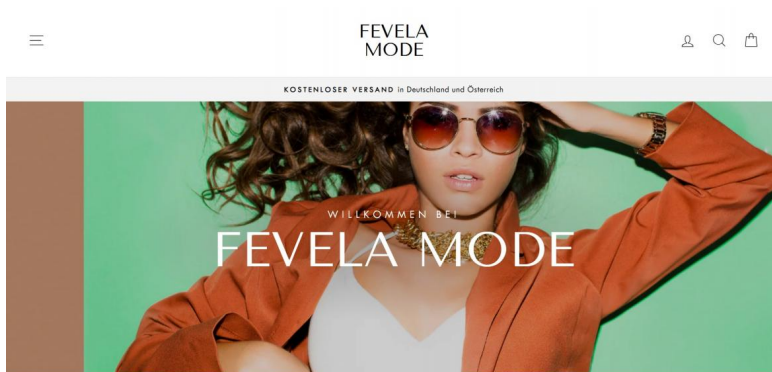 FEVELA
MODE
KOSTENLOSER VERSAND in Deutschland und Österreich
WILLKOMMEN BEI
FEVELA MODE